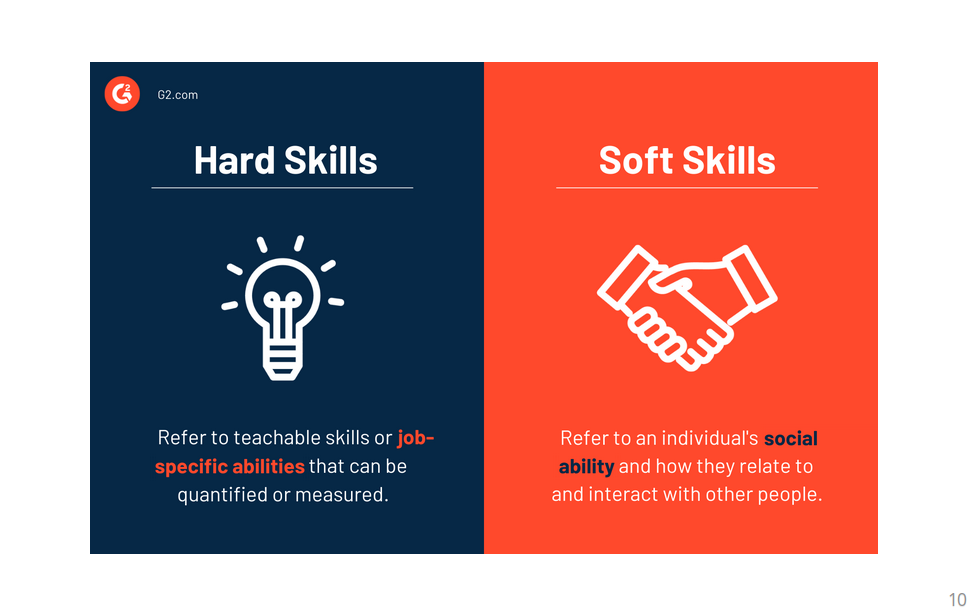 G2
G2.com
Hard Skills
Refer to teachable skills or job-
specific abilities that can be
quantified or measured.
Soft Skills
Refer to an individual's social
ability and how they relate to
and interact with other people.
10